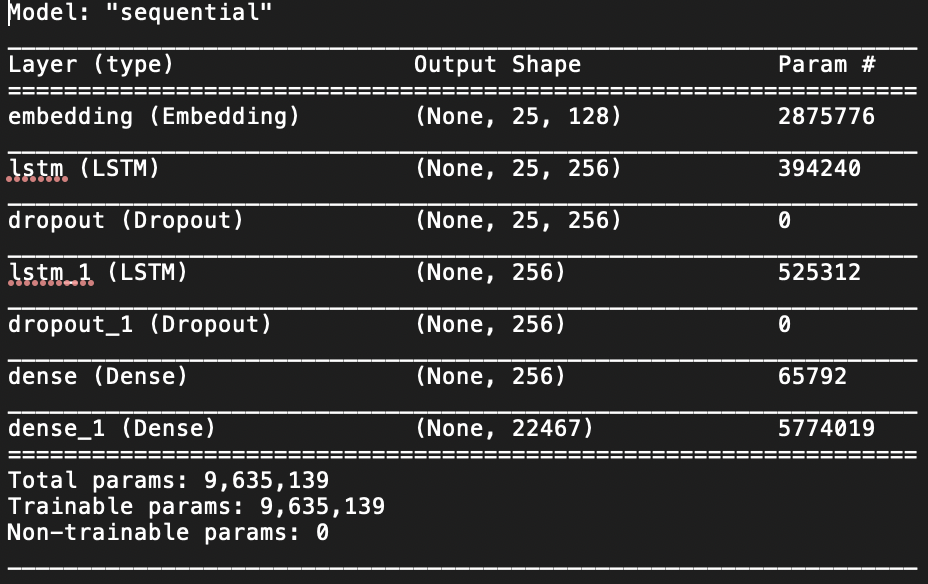 Model: "sequential"
Layer (type) Output Shape Param #
=================================================================
embedding (Embedding) (None, 25, 128) 2875776
lstm (LSTM) (None, 25, 256) 394240
dropout (Dropout) (None, 25, 256) 0
lstm_1 (LSTM) (None, 256) 525312
dropout_1 (Dropout) (None, 256) 0
dense (Dense) (None, 256) 65792
dense_1 (Dense) (None, 22467) 5774019
=================================================================
Total params: 9,635,139
Trainable params: 9,635,139
Non-trainable params: 0